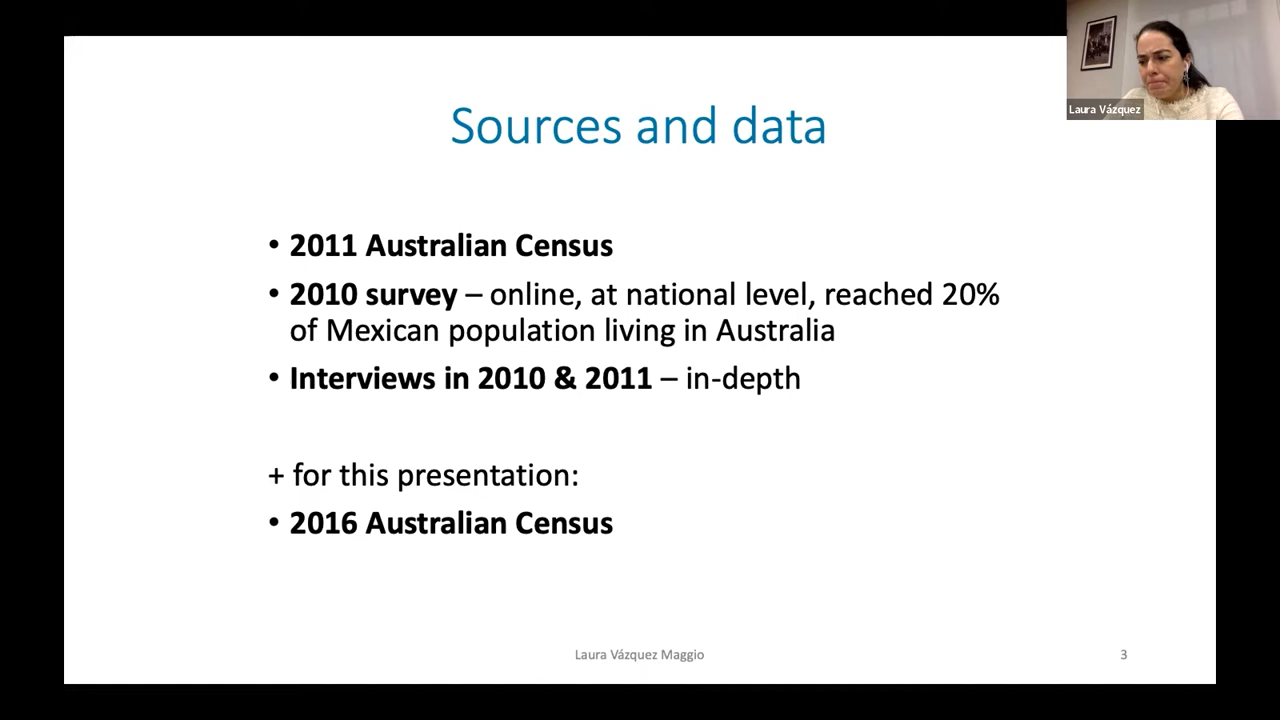 Sources and data
• 2011 Australian Census
• 2010 survey – online, at national level, reached 20%
of Mexican population living in Australia
• Interviews in 2010 & 2011 – in-depth
+ for this presentation:
• 2016 Australian Census
Laura Vázquez Maggio
3
Laura Vázquez